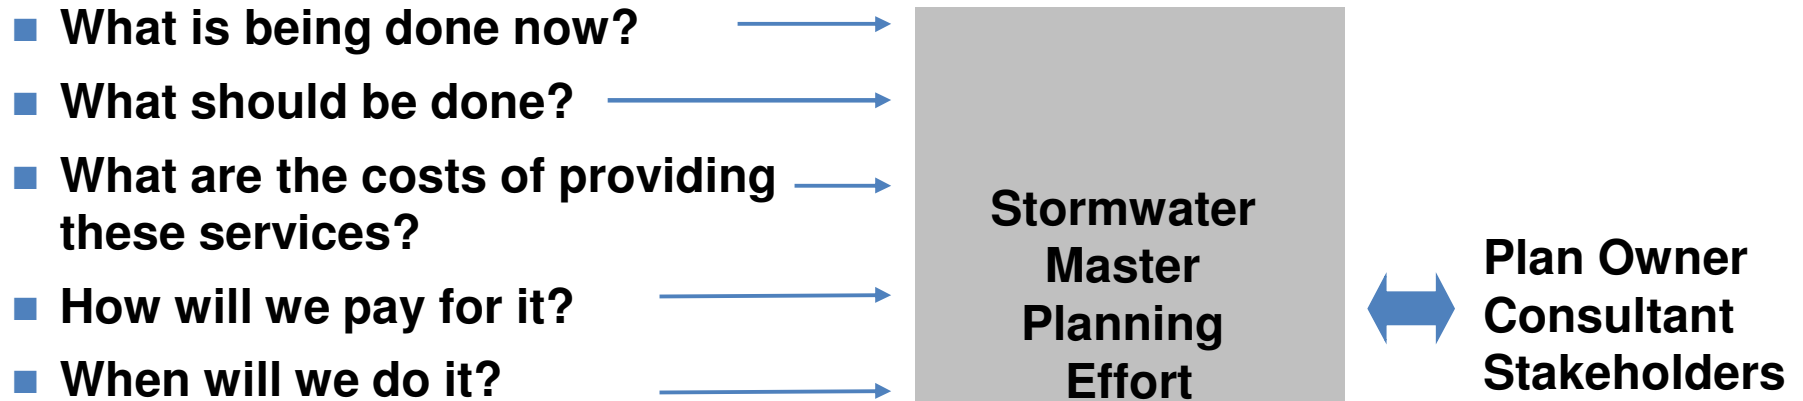 What is being done now?
What should be done?
What are the costs of providing
these services?
How will we pay for it?
When will we do it?
Stormwater
Master
Planning
Effort
Plan Owner
Consultant
Stakeholders